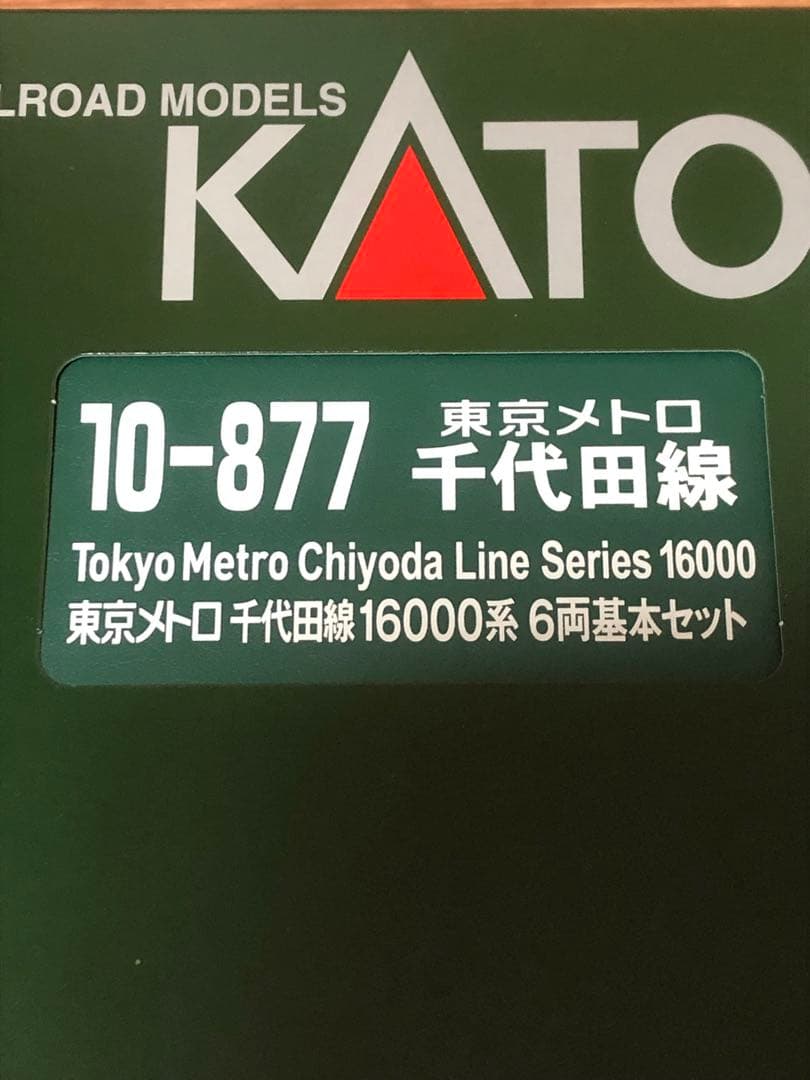 LROAD MODELS
KATO
10-877
東京メトロ
千代田線
Tokyo Metro Chiyoda Line Series 16000
東京メトロ 千代田線16000系 6両基本セット